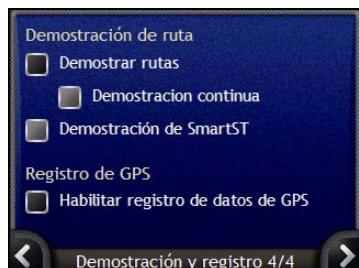 Demostración de ruta
Demostrar rutas
Demostracion continua
Demostración de SmartST
Registro de GPS
Habilitar registro de datos de GPS
Demostración y registro 4/4